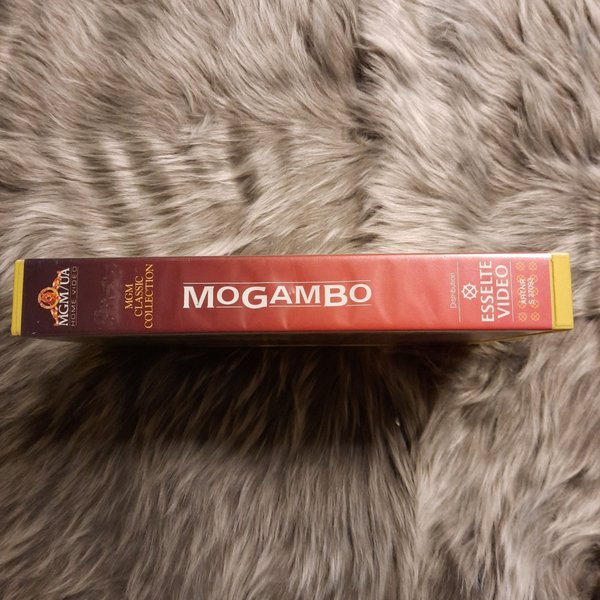 MGM/UA
HOME VIDEO
MGM
CLASSIC
COLLECTION
MOGAMBO
Distribution
ESSELTE
VIDEO